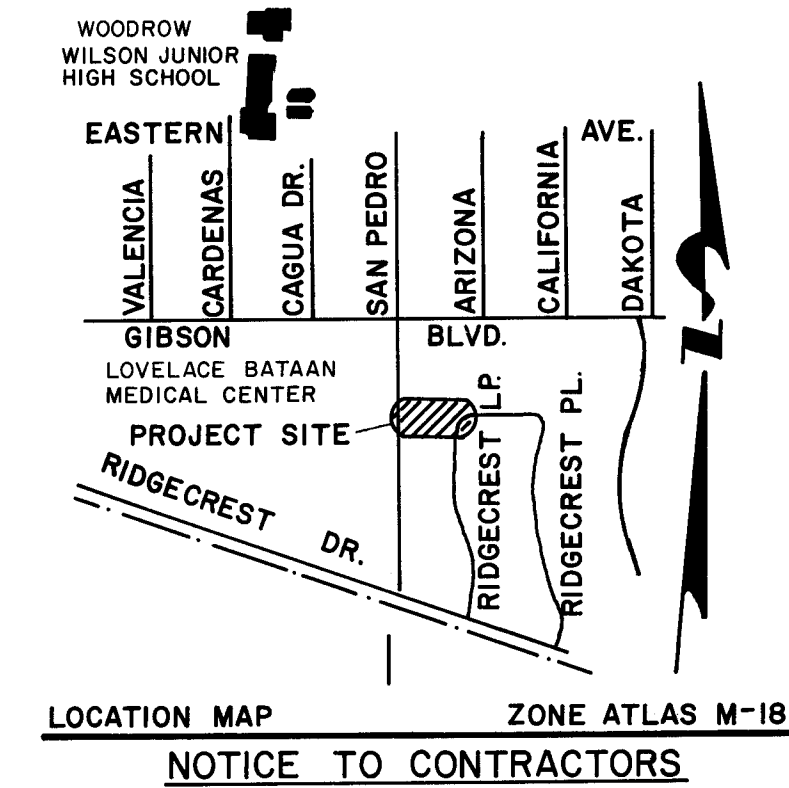 WOODROW
WILSON JUNIOR
HIGH SCHOOL
EASTERN AVE.
VALENCIA
CARDENAS
CAGUA DR.
SAN PEDRO
ARIZONA
CALIFORNIA
DAKOTA
GIBSON BLVD.
LOVELACE BATAAN
MEDICAL CENTER
PROJECT SITE
RIDGECREST LP.
RIDGECREST PL.
RIDGECREST DR.
N
LOCATION MAP ZONE ATLAS M-18
NOTICE TO CONTRACTORS